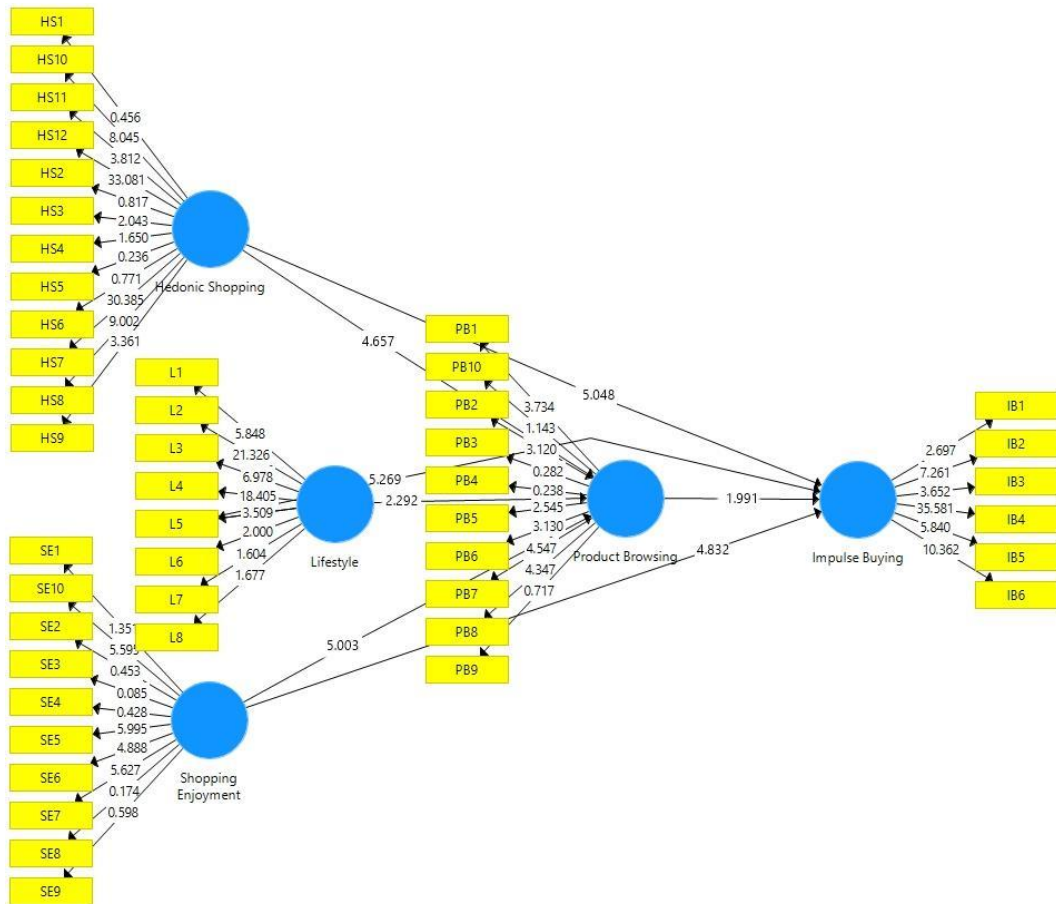 HS1
HS10
HS11
HS12
HS2
HS3
HS4
HS5
HS6
HS7
HS8
HS9
0.456
8.045
3.812
33.081
0.817
2.043
1.650
0.236
0.771
30.385
9.002
3.361
Hedonic Shopping
4.657
5.048
L1
L2
L3
L4
L5
L6
L7
L8
5.848
21.326
6.978
18.405
3.509
2.000
1.604
1.677
Lifestyle
5.269
2.292
SE1
SE10
SE2
SE3
SE4
SE5
SE6
SE7
SE8
SE9
1.351
5.595
0.453
0.085
0.428
5.995
4.888
5.627
0.174
0.598
Shopping
Enjoyment
5.003
4.832
PB1
PB10
PB2
PB3
PB4
PB5
PB6
PB7
PB8
PB9
3.734
1.143
3.120
0.282
0.238
2.545
3.130
4.547
4.347
0.717
Product Browsing
1.991
Impulse Buying
2.697
7.261
3.652
35.581
5.840
10.362
IB1
IB2
IB3
IB4
IB5
IB6